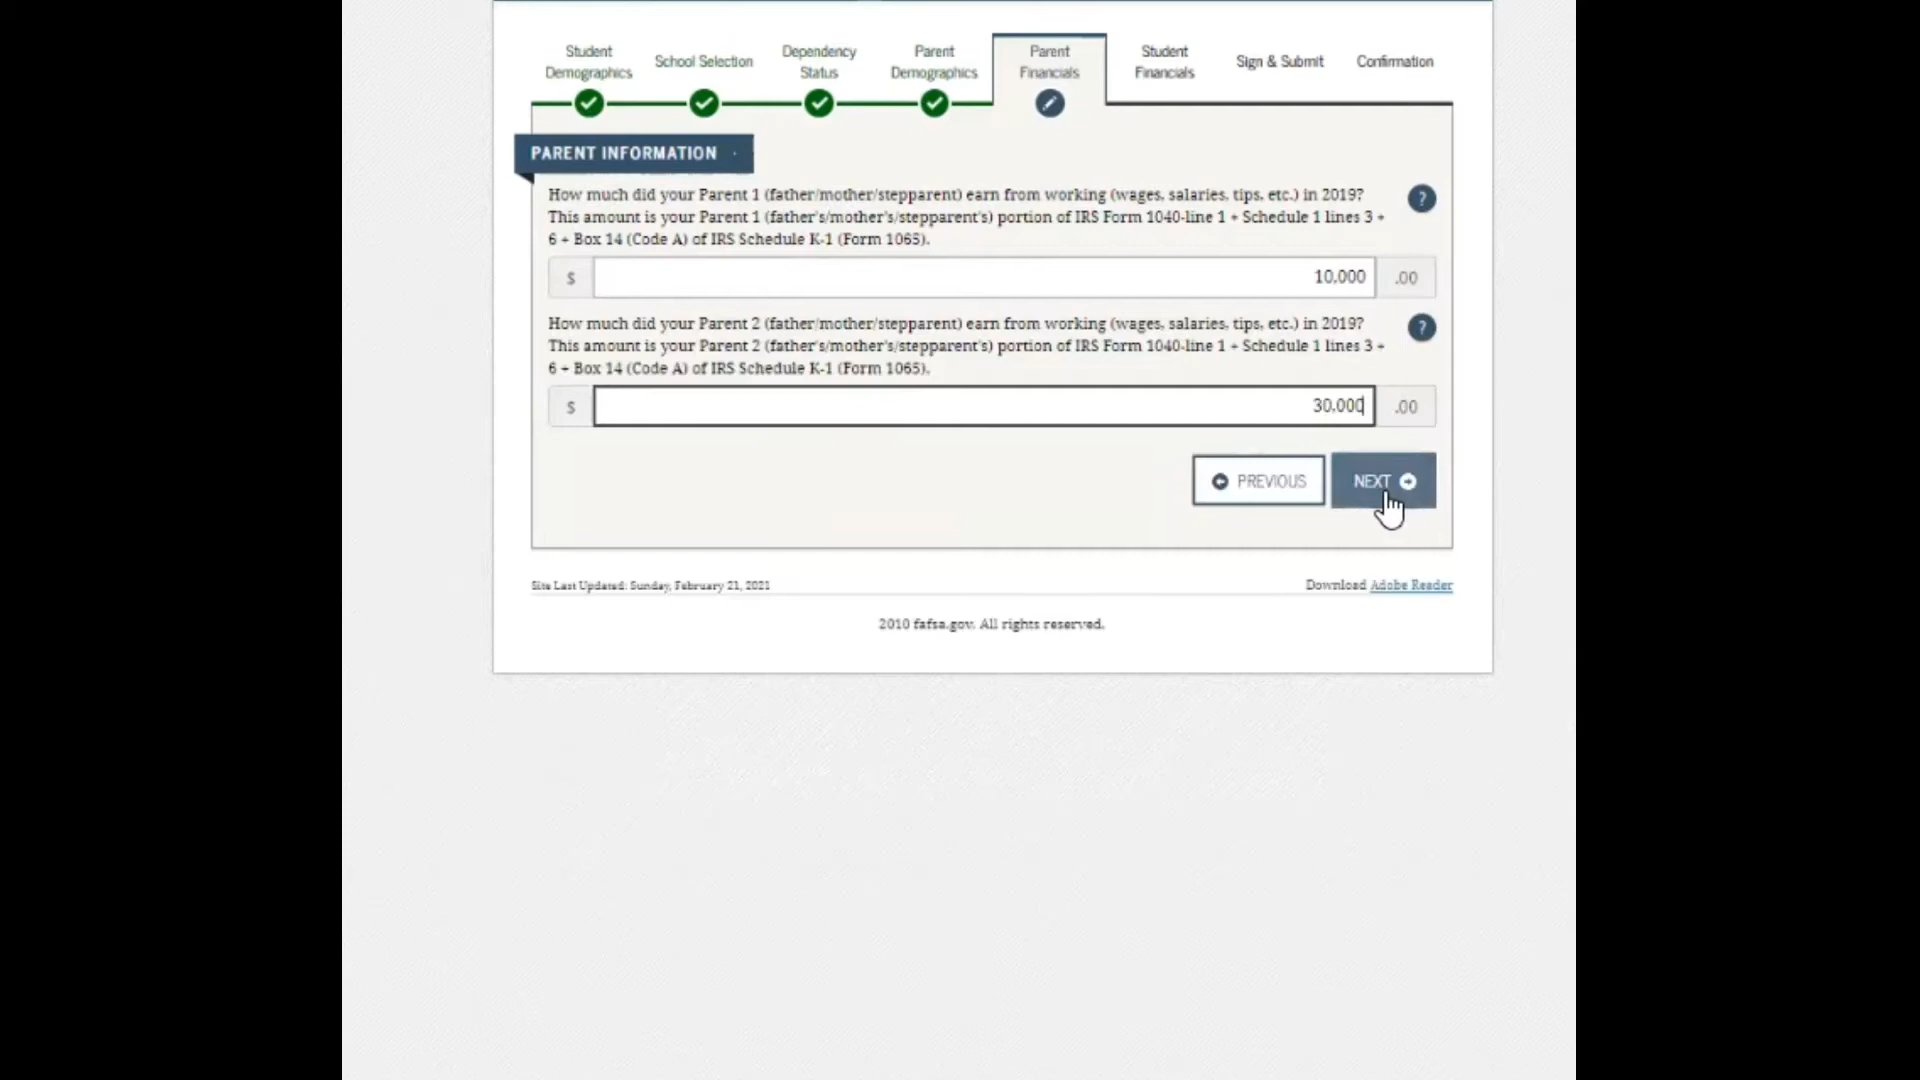 Student Demographics
School Selection
Dependency Status
Parent Demographics
Parent Financials
Student Financials
Sign & Submit
Confirmation
PARENT INFORMATION
How much did your Parent 1 (father/mother/stepparent) earn from working (wages, salaries, tips, etc.) in 2019?
This amount is your Parent 1 (father's/mother's/stepparent's) portion of IRS Form 1040-line 1 + Schedule 1 lines 3 +
6 + Box 14 (Code A) of IRS Schedule K-1 (Form 1065).
?
$ 10,000 .00
How much did your Parent 2 (father/mother/stepparent) earn from working (wages, salaries, tips, etc.) in 2019?
This amount is your Parent 2 (father's/mother's/stepparent's) portion of IRS Form 1040-line 1 + Schedule 1 lines 3 +
6 + Box 14 (Code A) of IRS Schedule K-1 (Form 1065).
?
$ 30,000 .00
PREVIOUS NEXT
Site Last Updated: Sunday, February 21, 2021
Download Adobe Reader
2010 fafsa.gov. All rights reserved.